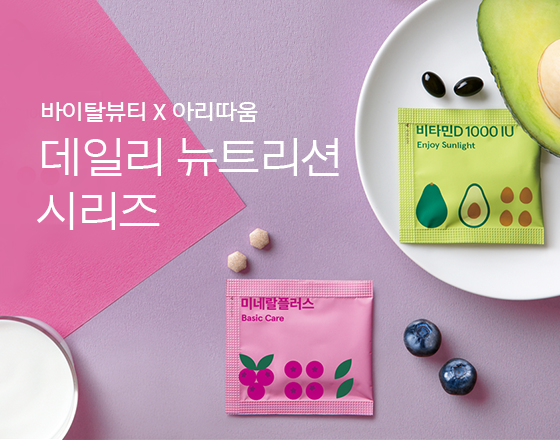 바이탈뷰티 X 아리따움
데일리 뉴트리션
시리즈
비타민D 1000 IU
Enjoy Sunlight
미네랄플러스
Basic Care